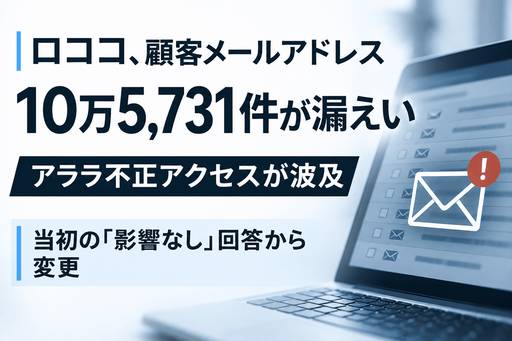 ロココ、顧客メールアドレス
10万5,731件が漏えい
アララ不正アクセスが波及
当初の「影響なし」回答から
変更
!